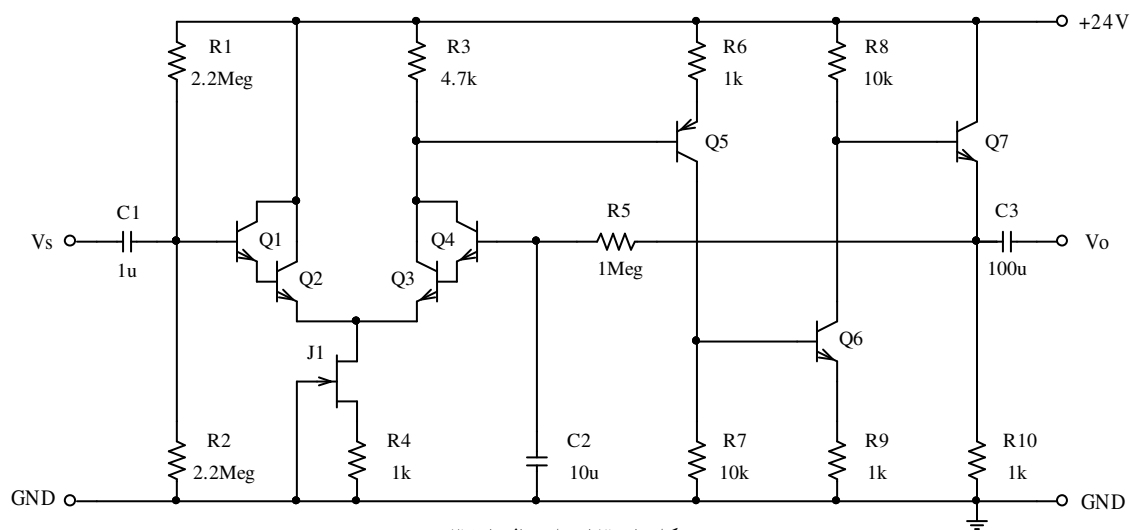 +24V
R1
2.2Meg
R3
4.7k
R6
1k
R8
10k
Q5
Q7
C1
Vs
1u
Q1
Q2
Q4
Q3
R5
1Meg
C3
Vo
100u
J1
Q6
R2
2.2Meg
R4
1k
C2
10u
R7
10k
R9
1k
R10
1k
GND
GND